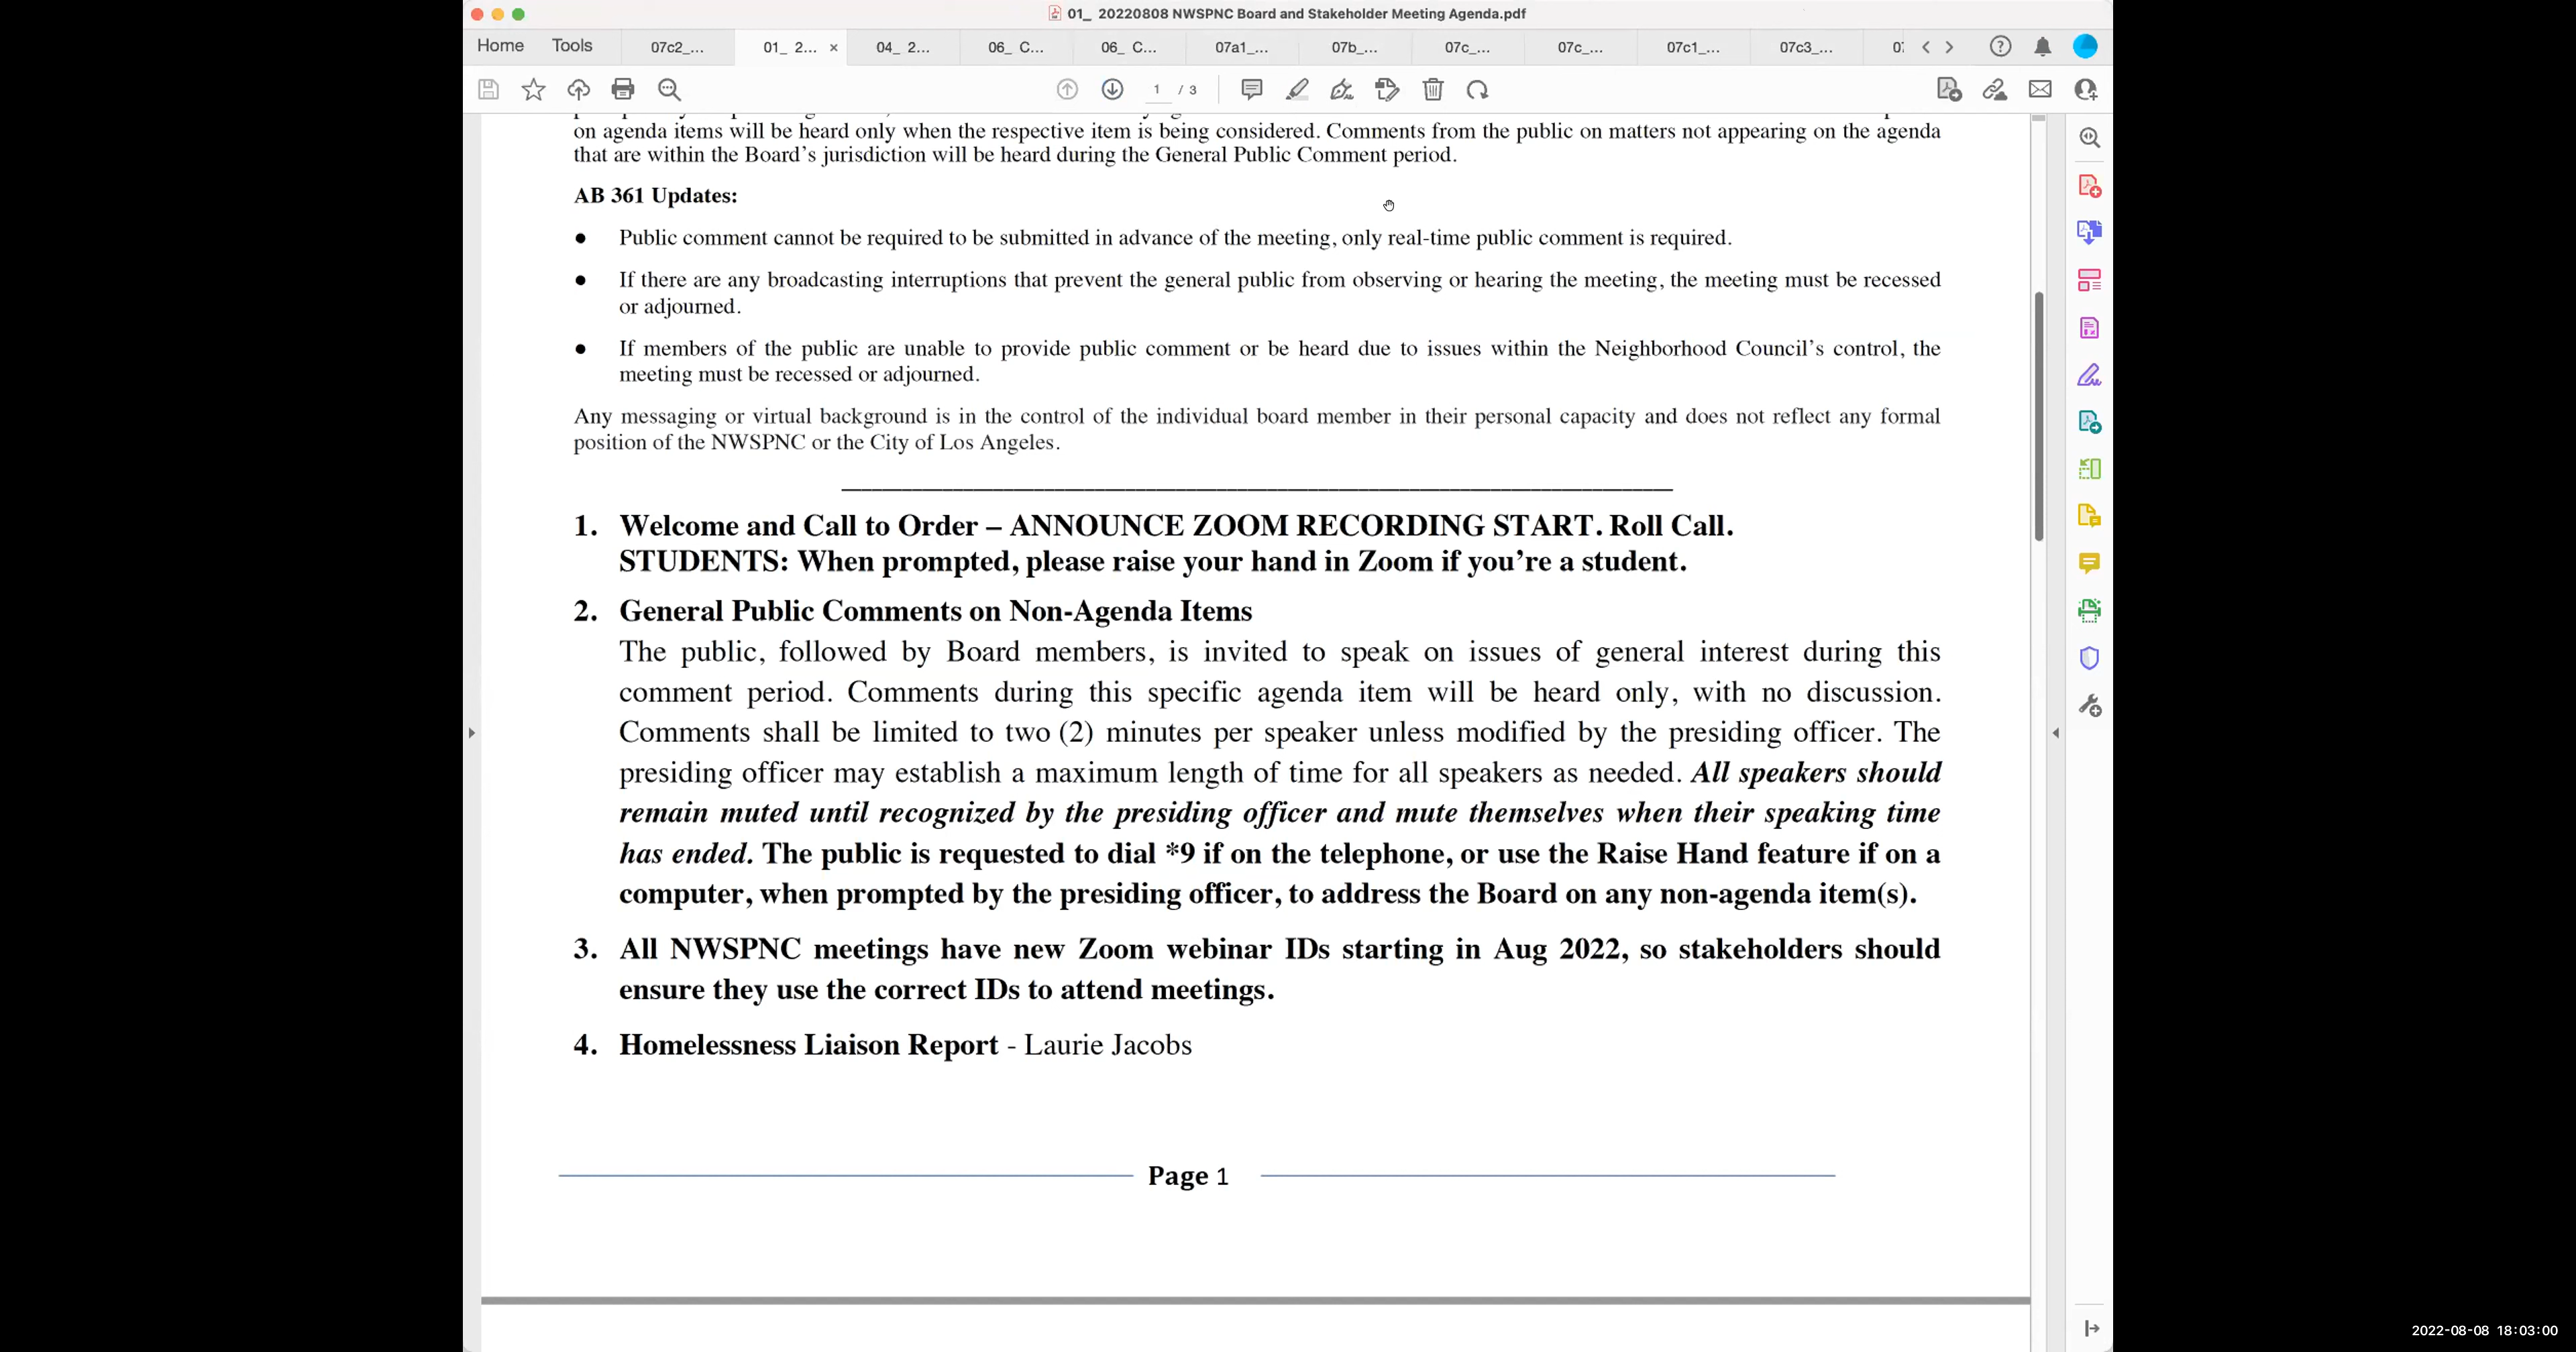 01_ 20220808 NWSPNC Board and Stakeholder Meeting Agenda.pdf
Home Tools 07c2_... 01_ 2... × 04_ 2... 06_ C... 06_ C... 07a1_... 07b_... 07c_... 07c_... 07c1_... 07c3_...
1 / 3
on agenda items will be heard only when the respective item is being considered. Comments from the public on matters not appearing on the agenda
that are within the Board’s jurisdiction will be heard during the General Public Comment period.
AB 361 Updates:
● Public comment cannot be required to be submitted in advance of the meeting, only real-time public comment is required.
● If there are any broadcasting interruptions that prevent the general public from observing or hearing the meeting, the meeting must be recessed
or adjourned.
● If members of the public are unable to provide public comment or be heard due to issues within the Neighborhood Council’s control, the
meeting must be recessed or adjourned.
Any messaging or virtual background is in the control of the individual board member in their personal capacity and does not reflect any formal
position of the NWSPNC or the City of Los Angeles.
1. Welcome and Call to Order – ANNOUNCE ZOOM RECORDING START. Roll Call.
STUDENTS: When prompted, please raise your hand in Zoom if you’re a student.
2. General Public Comments on Non-Agenda Items
The public, followed by Board members, is invited to speak on issues of general interest during this
comment period. Comments during this specific agenda item will be heard only, with no discussion.
Comments shall be limited to two (2) minutes per speaker unless modified by the presiding officer. The
presiding officer may establish a maximum length of time for all speakers as needed. All speakers should
remain muted until recognized by the presiding officer and mute themselves when their speaking time
has ended. The public is requested to dial *9 if on the telephone, or use the Raise Hand feature if on a
computer, when prompted by the presiding officer, to address the Board on any non-agenda item(s).
3. All NWSPNC meetings have new Zoom webinar IDs starting in Aug 2022, so stakeholders should
ensure they use the correct IDs to attend meetings.
4. Homelessness Liaison Report - Laurie Jacobs
Page 1
2022-08-08 18:03:00